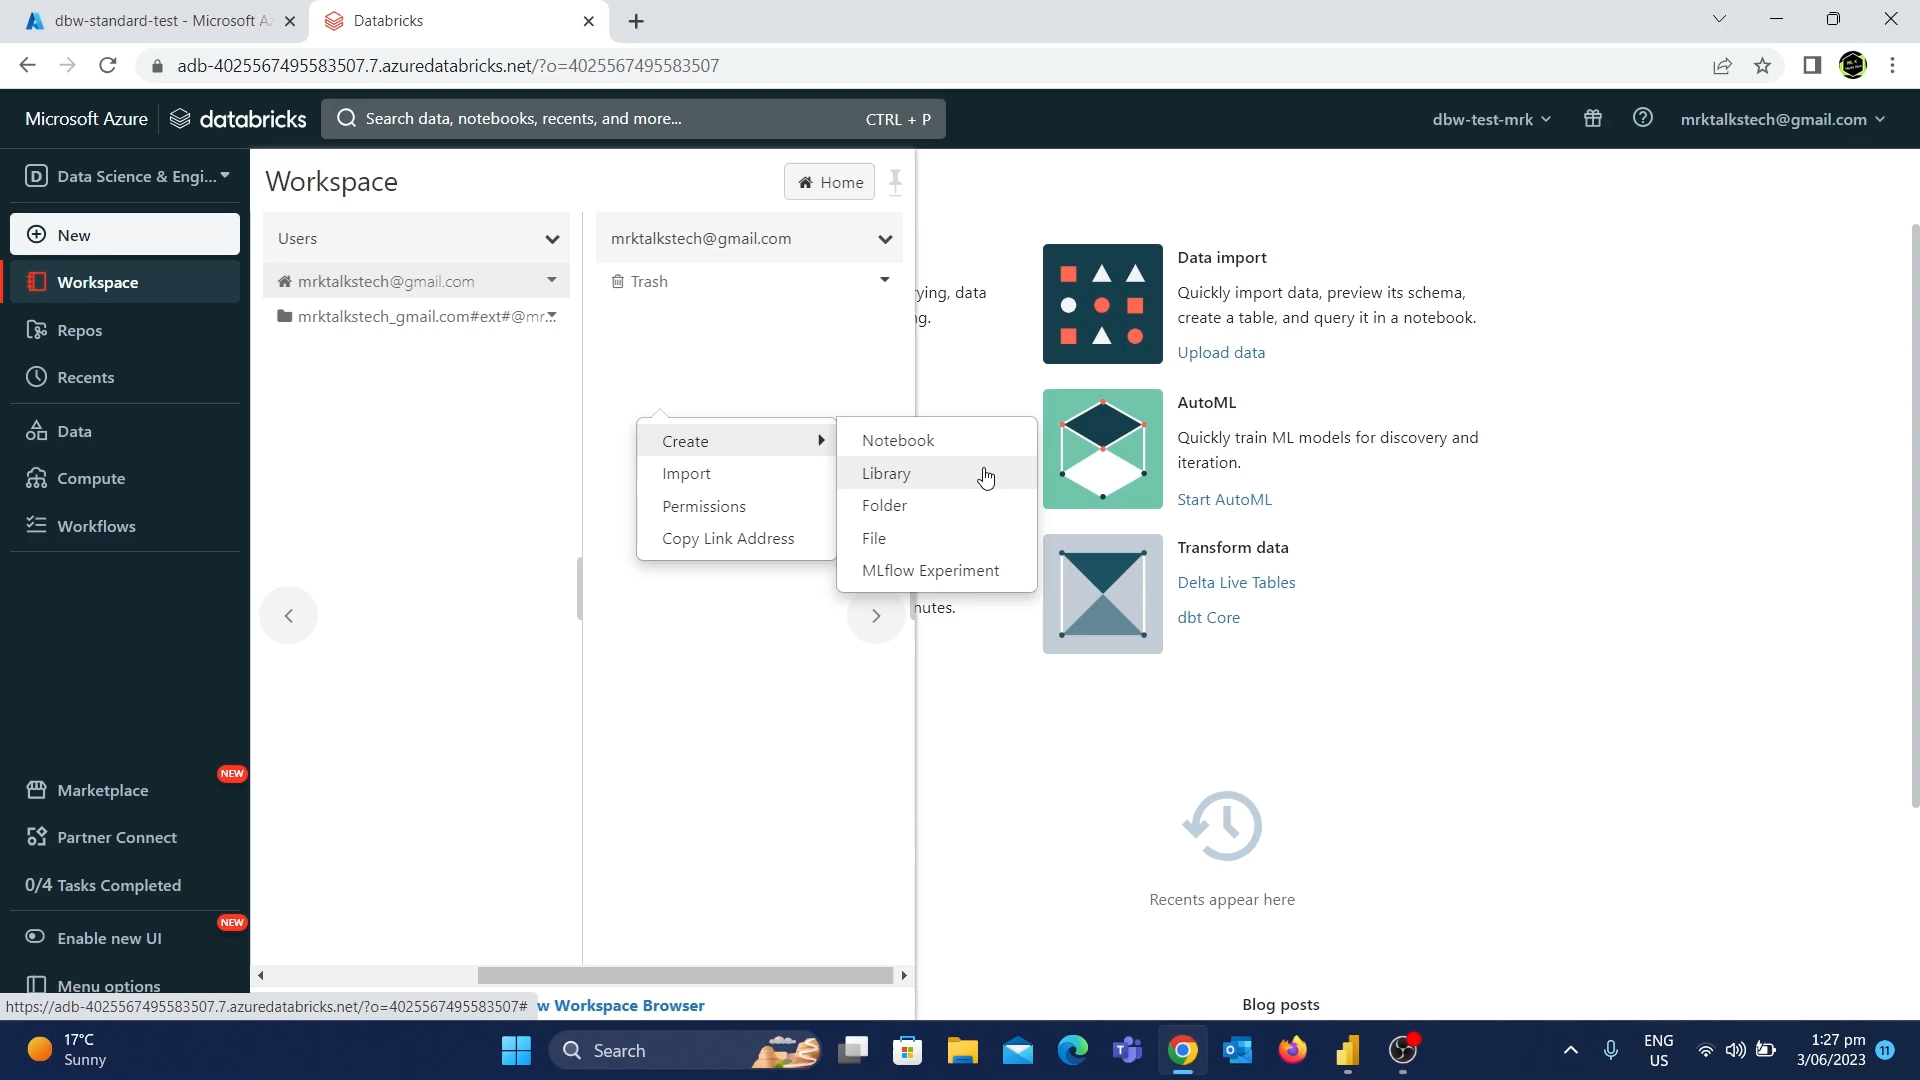 dbw-standard-test - Microsoft A
Databricks
adb-4025567495583507.7.azuredatabricks.net/?o=4025567495583507
Microsoft Azure
databricks
Search data, notebooks, recents, and more...
CTRL + P
dbw-test-mrk
mrktalkstech@gmail.com
D
Data Science & Engi...
New
Workspace
Repos
Recents
Data
Compute
Workflows
NEW
Marketplace
Partner Connect
0/4 Tasks Completed
NEW
Enable new UI
Menu options
Workspace
Home
Users
mrktalkstech@gmail.com
mrktalkstech_gmail.com#ext#@mr...
mrktalkstech@gmail.com
Trash
Create
Import
Permissions
Copy Link Address
Notebook
Library
Folder
File
MLflow Experiment
ying, data
g.
nutes.
Data import
Quickly import data, preview its schema,
create a table, and query it in a notebook.
Upload data
AutoML
Quickly train ML models for discovery and
iteration.
Start AutoML
Transform data
Delta Live Tables
dbt Core
Recents appear here
Blog posts
https://adb-4025567495583507.7.azuredatabricks.net/?o=4025567495583507#
w Workspace Browser
17°C
Sunny
Search
ENG
US
1:27 pm
3/06/2023
11